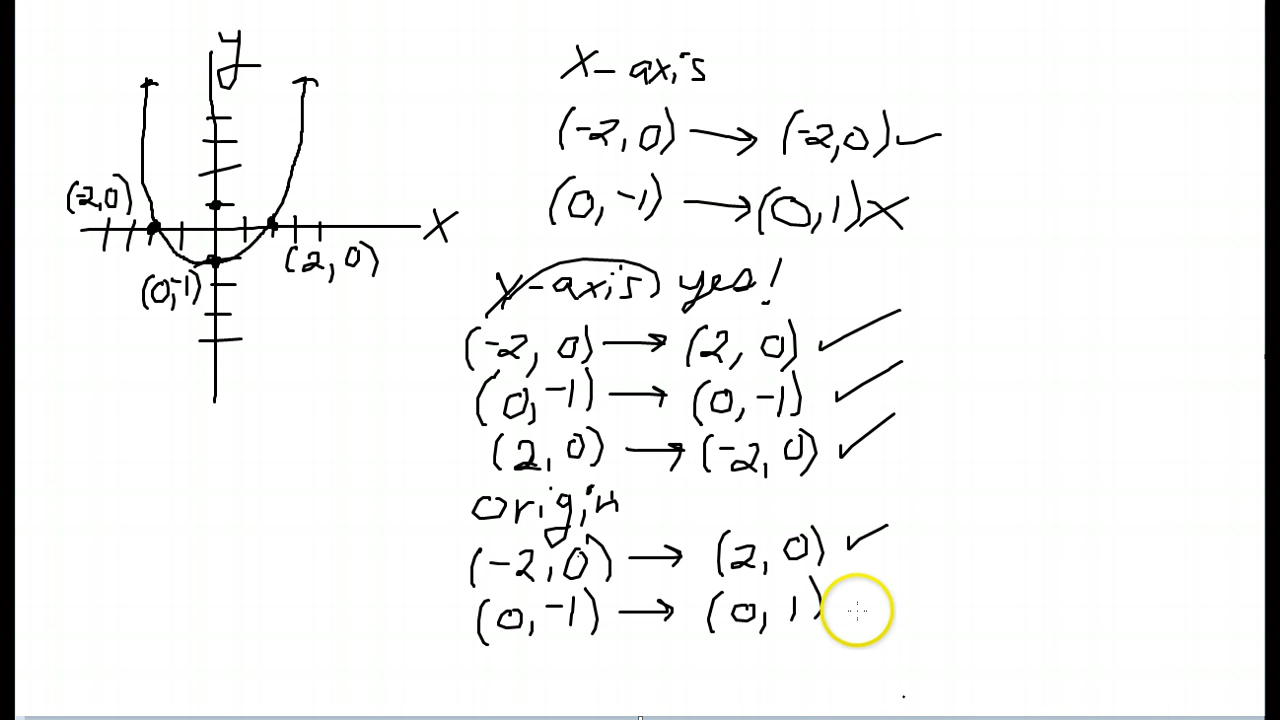 y
(-2,0)
X
(2, 0)
(0,-1)
X-axis
(-2, 0) → (-2,0) ✓
(0, -1) → (0, 1) X
y-axis) yes!
(-2, 0) → (2, 0) ✓
(0, -1) → (0, -1) ✓
(2, 0) → (-2, 0) ✓
origin
(-2, 0) → (2, 0) ✓
(0, -1) → (0, 1)